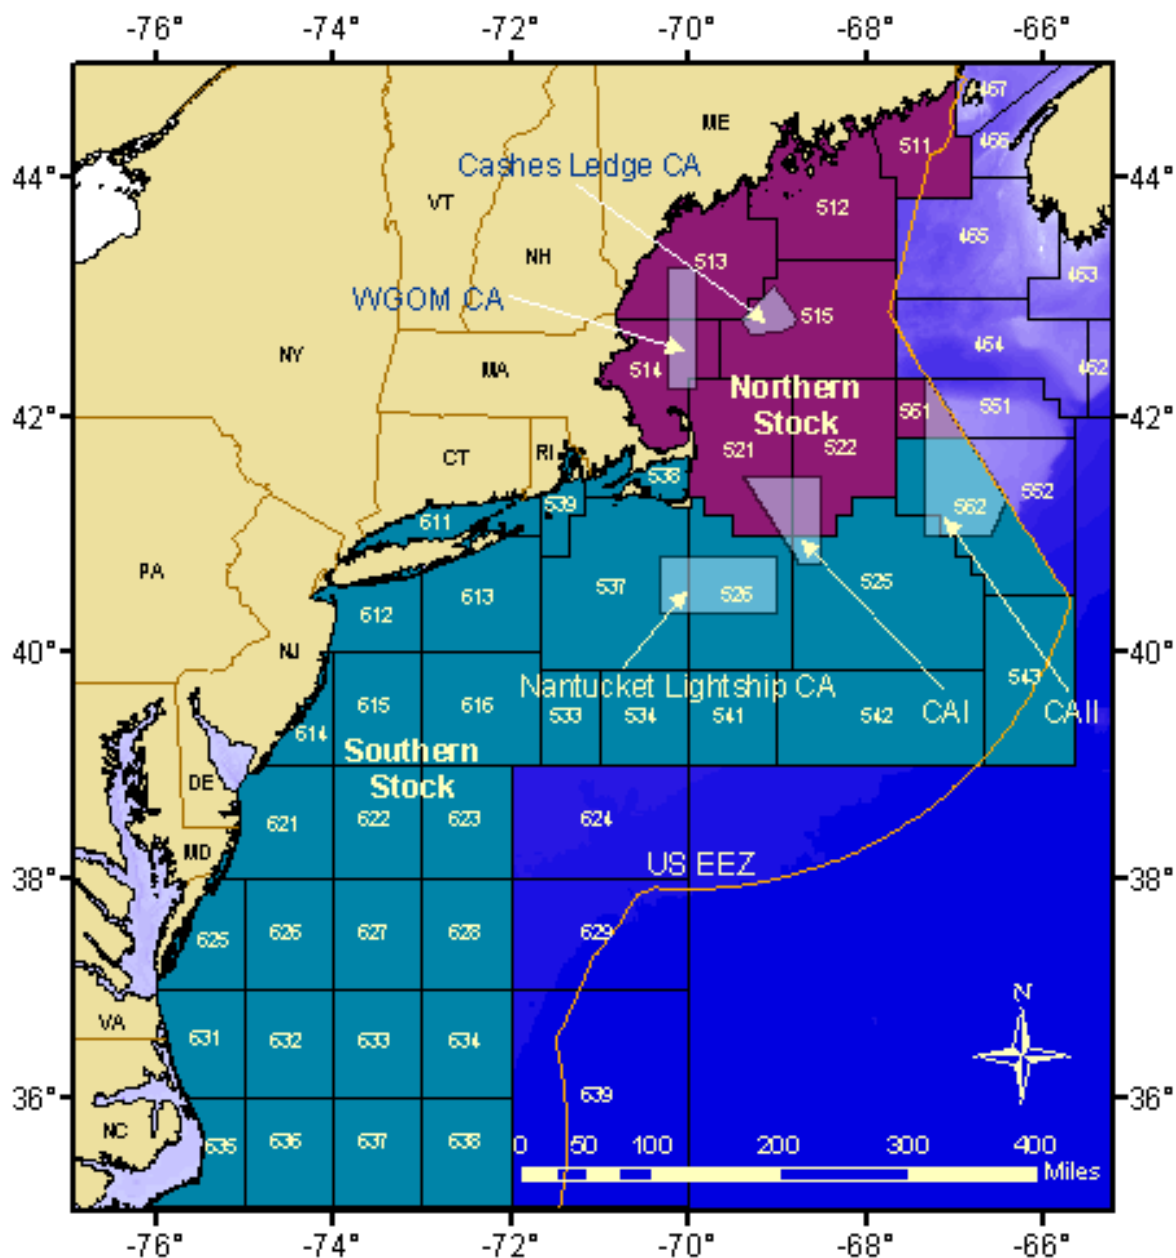 -76° -74° -72° -70° -68° -66°
467
ME
511
466
44° 44°
Cashes Ledge CA
VT
512
465
NH
513
463
WGOM CA
515
464
NY
514
462
MA
Northern
Stock
561
551
42° 42°
521
522
CT
RI
538
552
539
562
611
PA
537
526
525
613
612
NJ
40° 40°
543
Nantucket Lightship CA
615
616
533
534
541
542
CAI
CAII
614
Southern
Stock
DE
621
622
623
624
MD
US EEZ
38° 38°
625
626
627
628
629
N
VA
631
632
633
634
36° 36°
639
NC
635
636
637
638
0 50 100 200 300 400
Miles
-76° -74° -72° -70° -68° -66°